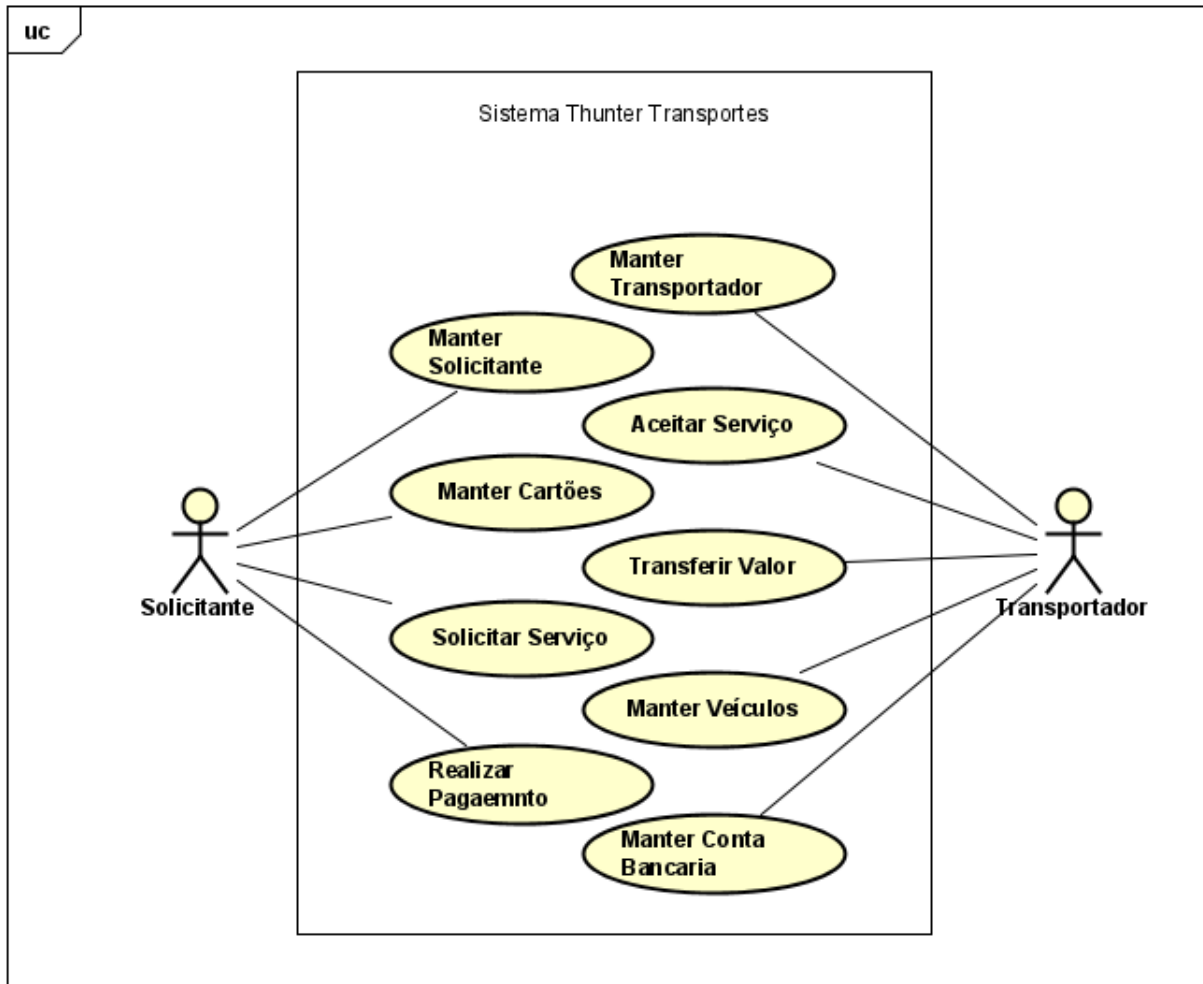 uc
Sistema Thunter Transportes
Manter
Transportador
Manter
Solicitante
Aceitar Serviço
Manter Cartões
Transferir Valor
Solicitante
Transportador
Solicitar Serviço
Manter Veículos
Realizar
Pagaemnto
Manter Conta
Bancaria